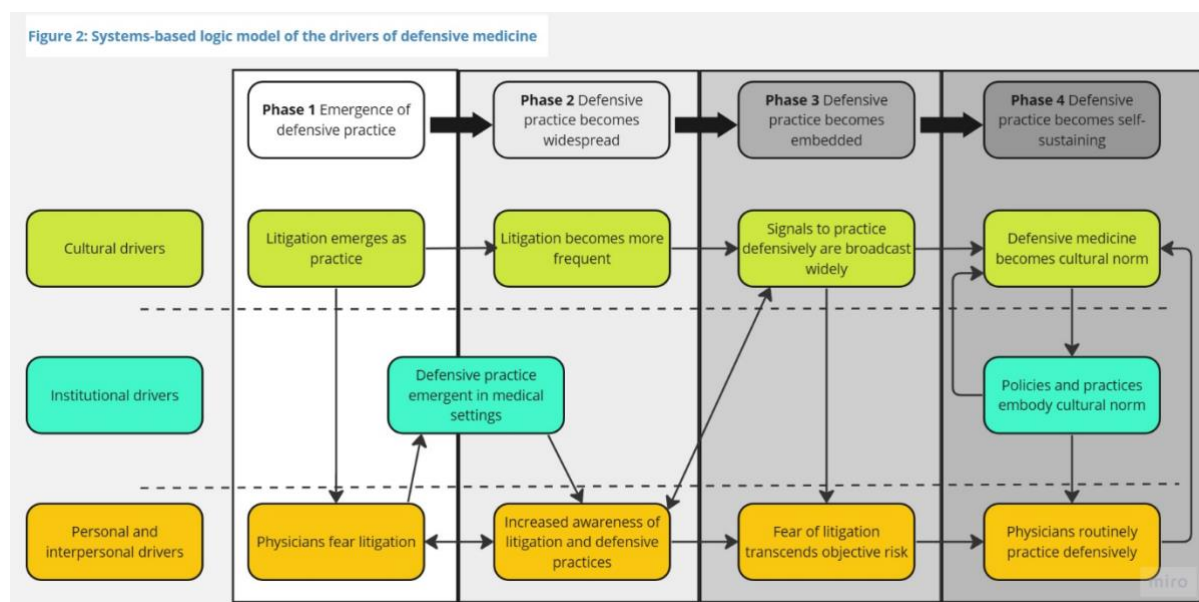 Figure 2: Systems-based logic model of the drivers of defensive medicine
Phase 1 Emergence of
defensive practice
Phase 2 Defensive
practice becomes
widespread
Phase 3 Defensive
practice becomes
embedded
Phase 4 Defensive
practice becomes self-
sustaining
Cultural drivers
Litigation emerges as
practice
Litigation becomes more
frequent
Signals to practice
defensively are broadcast
widely
Defensive medicine
becomes cultural norm
Institutional drivers
Defensive practice
emergent in medical
settings
Policies and practices
embody cultural norm
Personal and
interpersonal drivers
Physicians fear litigation
Increased awareness of
litigation and defensive
practices
Fear of litigation
transcends objective risk
Physicians routinely
practice defensively
miro